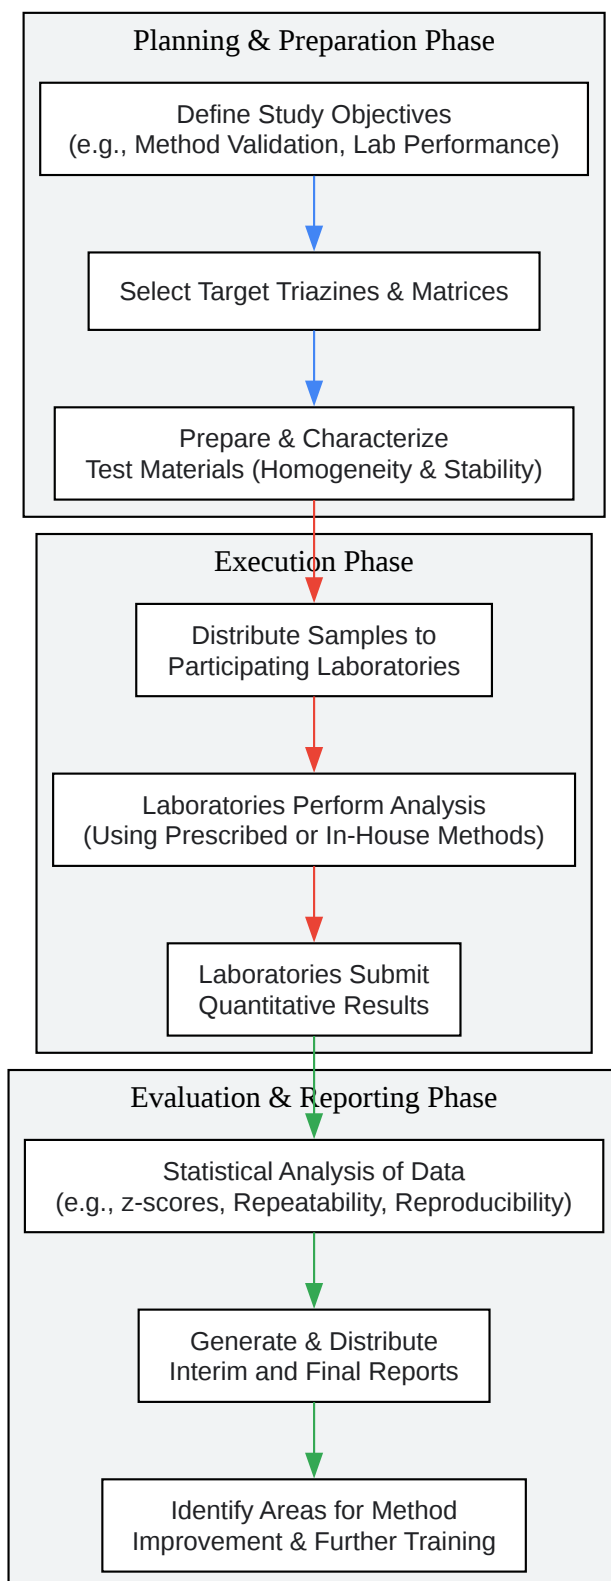 Planning & Preparation Phase
Define Study Objectives
(e.g., Method Validation, Lab Performance)
Select Target Triazines & Matrices
Prepare & Characterize
Test Materials (Homogeneity & Stability)
Execution Phase
Distribute Samples to
Participating Laboratories
Laboratories Perform Analysis
(Using Prescribed or In-House Methods)
Laboratories Submit
Quantitative Results
Evaluation & Reporting Phase
Statistical Analysis of Data
(e.g., z-scores, Repeatability, Reproducibility)
Generate & Distribute
Interim and Final Reports
Identify Areas for Method
Improvement & Further Training